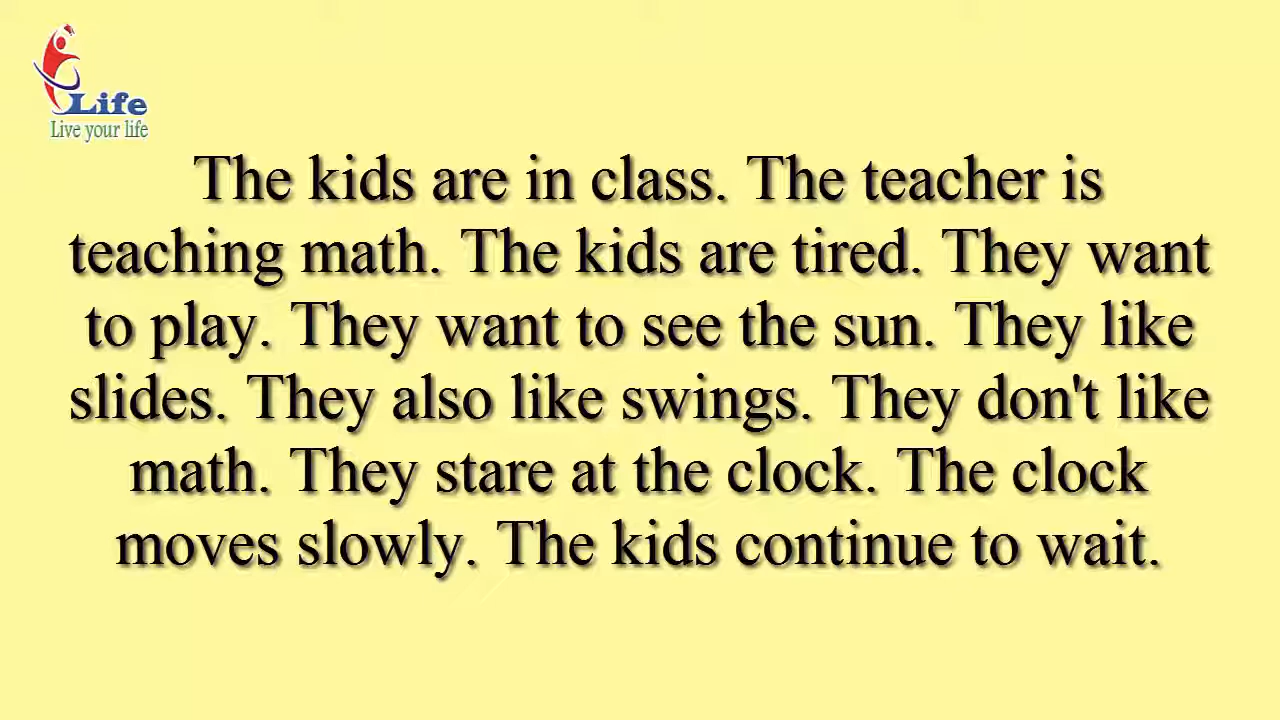 Life
Live your life
The kids are in class. The teacher is
teaching math. The kids are tired. They want
to play. They want to see the sun. They like
slides. They also like swings. They don't like
math. They stare at the clock. The clock
moves slowly. The kids continue to wait.